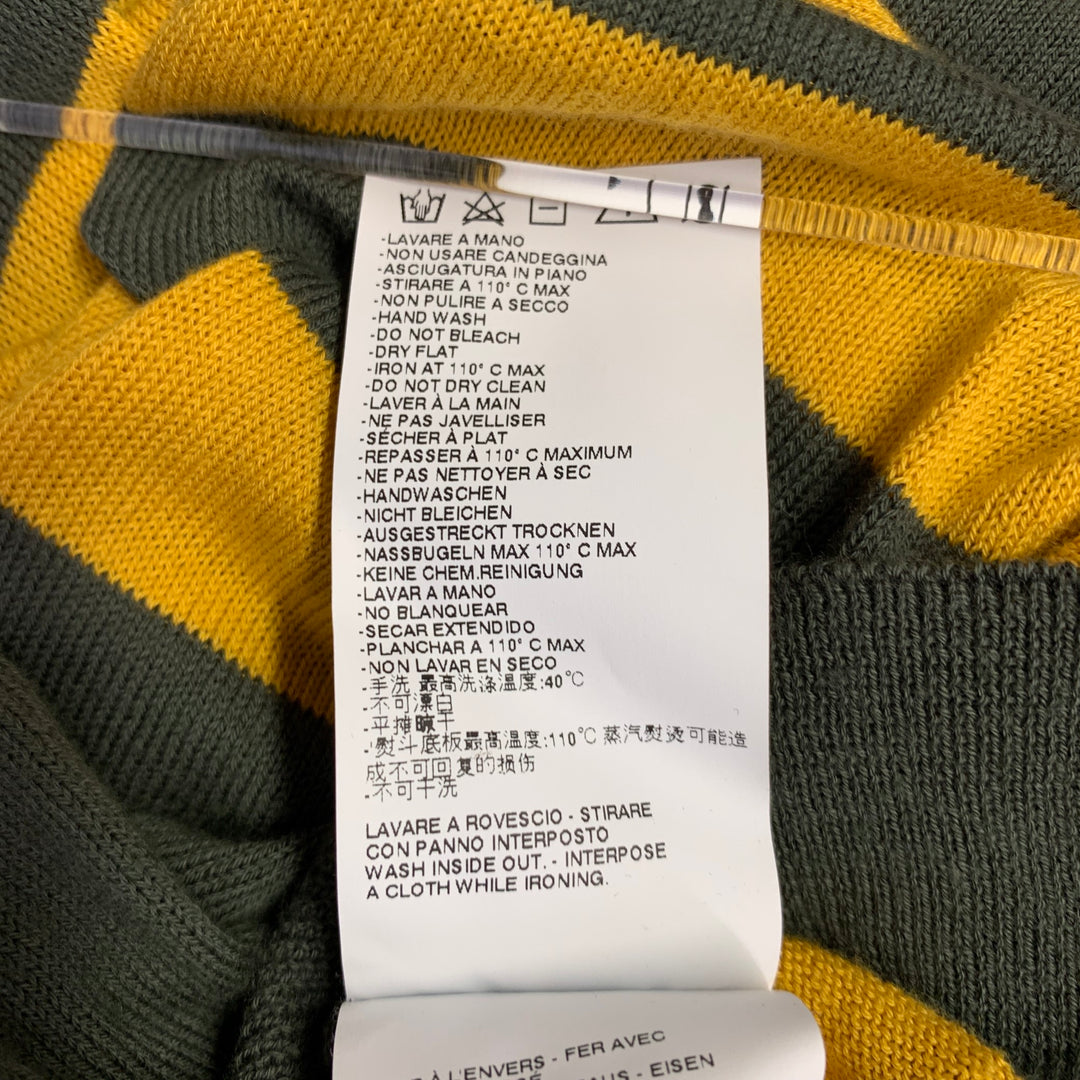 -LAVARE A MANO
-NON USARE CANDEGGINA
-ASCIUGATURA IN PIANO
-STIRARE A 110° C MAX
-NON PULIRE A SECCO
-HAND WASH
-DO NOT BLEACH
-DRY FLAT
-IRON AT 110° C MAX
-DO NOT DRY CLEAN
-LAVER À LA MAIN
-NE PAS JAVELLISER
-SÉCHER À PLAT
-REPASSER À 110° C MAXIMUM
-NE PAS NETTOYER À SEC
-HANDWASCHEN
-NICHT BLEICHEN
-AUSGESTRECKT TROCKNEN
-NASSBUGELN MAX 110° C MAX
-KEINE CHEM.REINIGUNG
-LAVAR A MANO
-NO BLANQUEAR
-SECAR EXTENDIDO
-PLANCHAR A 110° C MAX
-NON LAVAR EN SECO
-手洗 最高洗涤温度:40℃
-不可漂白
-平摊曠干
-熨斗底板最高温度:110℃ 蒸汽熨烫可能造
成不可回复的损伤
-不可干洗
LAVARE A ROVESCIO - STIRARE
CON PANNO INTERPOSTO
WASH INSIDE OUT. - INTERPOSE
A CLOTH WHILE IRONING.
À L'ENVERS - FER AVEC
- EISEN